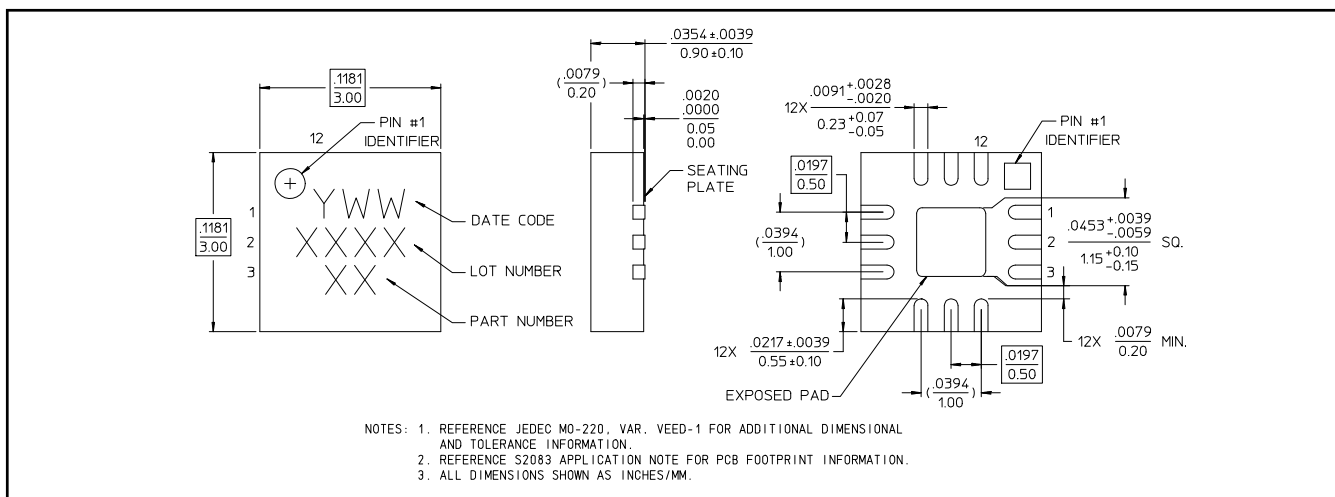 .1181
3.00
PIN #1
IDENTIFIER
12
.1181
3.00
1
2
3
YWW
XXXX
XX
DATE CODE
LOT NUMBER
PART NUMBER
.0354±.0039
0.90±0.10
(.0079
0.20)
.0020
.0000
0.05
0.00
SEATING
PLATE
12X .0091 +.0028
-.0020
0.23 +0.07
-0.05
12
PIN #1
IDENTIFIER
.0197
0.50
(.0394
1.00)
1
2
3
.0453 +.0039
-.0059
1.15 +0.10
-0.15
SQ.
12X .0217±.0039
0.55±0.10
12X .0079
0.20 MIN.
.0197
0.50
(.0394
1.00)
EXPOSED PAD
NOTES: 1. REFERENCE JEDEC MO-220, VAR. VEED-1 FOR ADDITIONAL DIMENSIONAL
AND TOLERANCE INFORMATION.
2. REFERENCE S2083 APPLICATION NOTE FOR PCB FOOTPRINT INFORMATION.
3. ALL DIMENSIONS SHOWN AS INCHES/MM.